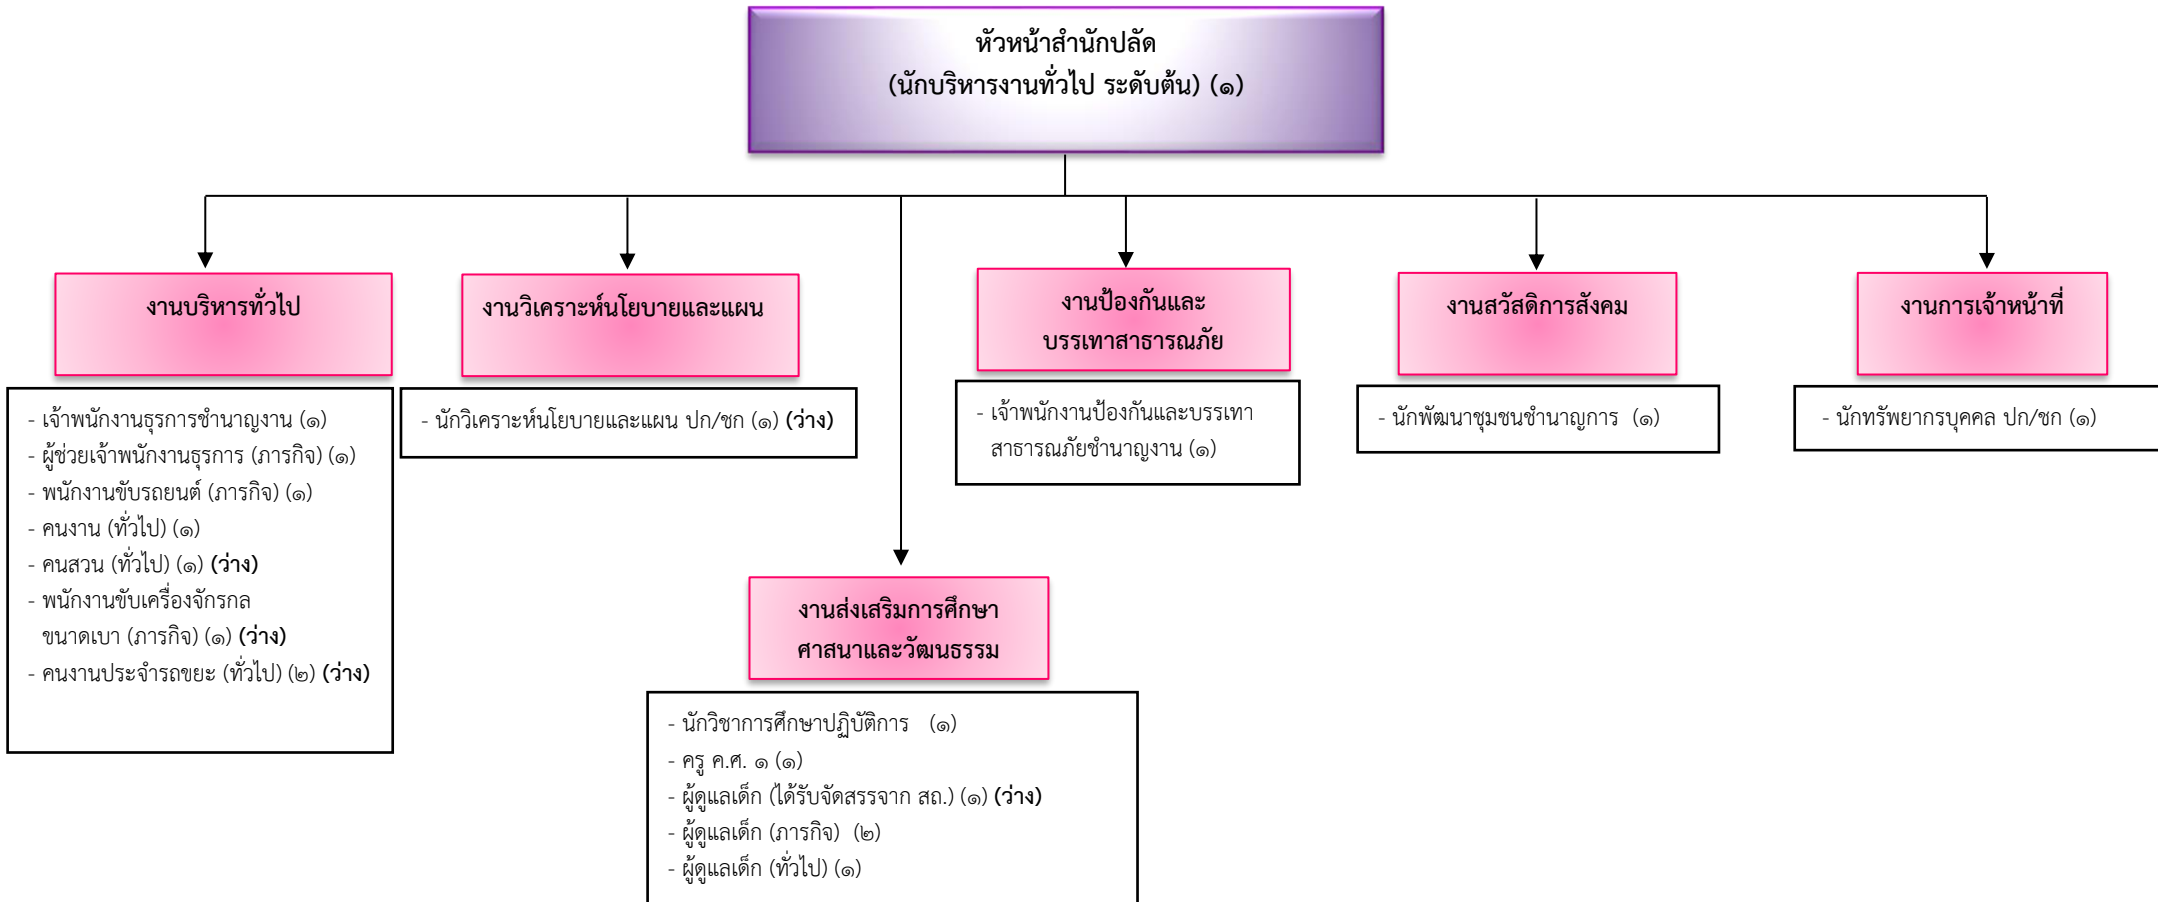 หัวหน้าสำนักปลัด
(นักบริหารงานทั่วไป ระดับต้น) (๑)
งานบริหารทั่วไป
- เจ้าพนักงานธุรการชำนาญงาน (๑)
- ผู้ช่วยเจ้าพนักงานธุรการ (ภารกิจ) (๑)
- พนักงานขับรถยนต์ (ภารกิจ) (๑)
- คนงาน (ทั่วไป) (๑)
- คนสวน (ทั่วไป) (๑) (ว่าง)
- พนักงานขับเครื่องจักรกล
ขนาดเบา (ภารกิจ) (๑) (ว่าง)
- คนงานประจำรถขยะ (ทั่วไป) (๒) (ว่าง)
งานวิเคราะห์นโยบายและแผน
- นักวิเคราะห์นโยบายและแผน ปก/ชก (๑) (ว่าง)
งานป้องกันและ
บรรเทาสาธารณภัย
- เจ้าพนักงานป้องกันและบรรเทา
สาธารณภัยชำนาญงาน (๑)
งานสวัสดิการสังคม
- นักพัฒนาชุมชนชำนาญการ (๑)
งานการเจ้าหน้าที่
- นักทรัพยากรบุคคล ปก/ชก (๑)
งานส่งเสริมการศึกษา
ศาสนาและวัฒนธรรม
- นักวิชาการศึกษาปฏิบัติการ (๑)
- ครู ค.ศ. ๑ (๑)
- ผู้ดูแลเด็ก (ได้รับจัดสรรจาก สถ.) (๑) (ว่าง)
- ผู้ดูแลเด็ก (ภารกิจ) (๒)
- ผู้ดูแลเด็ก (ทั่วไป) (๑)